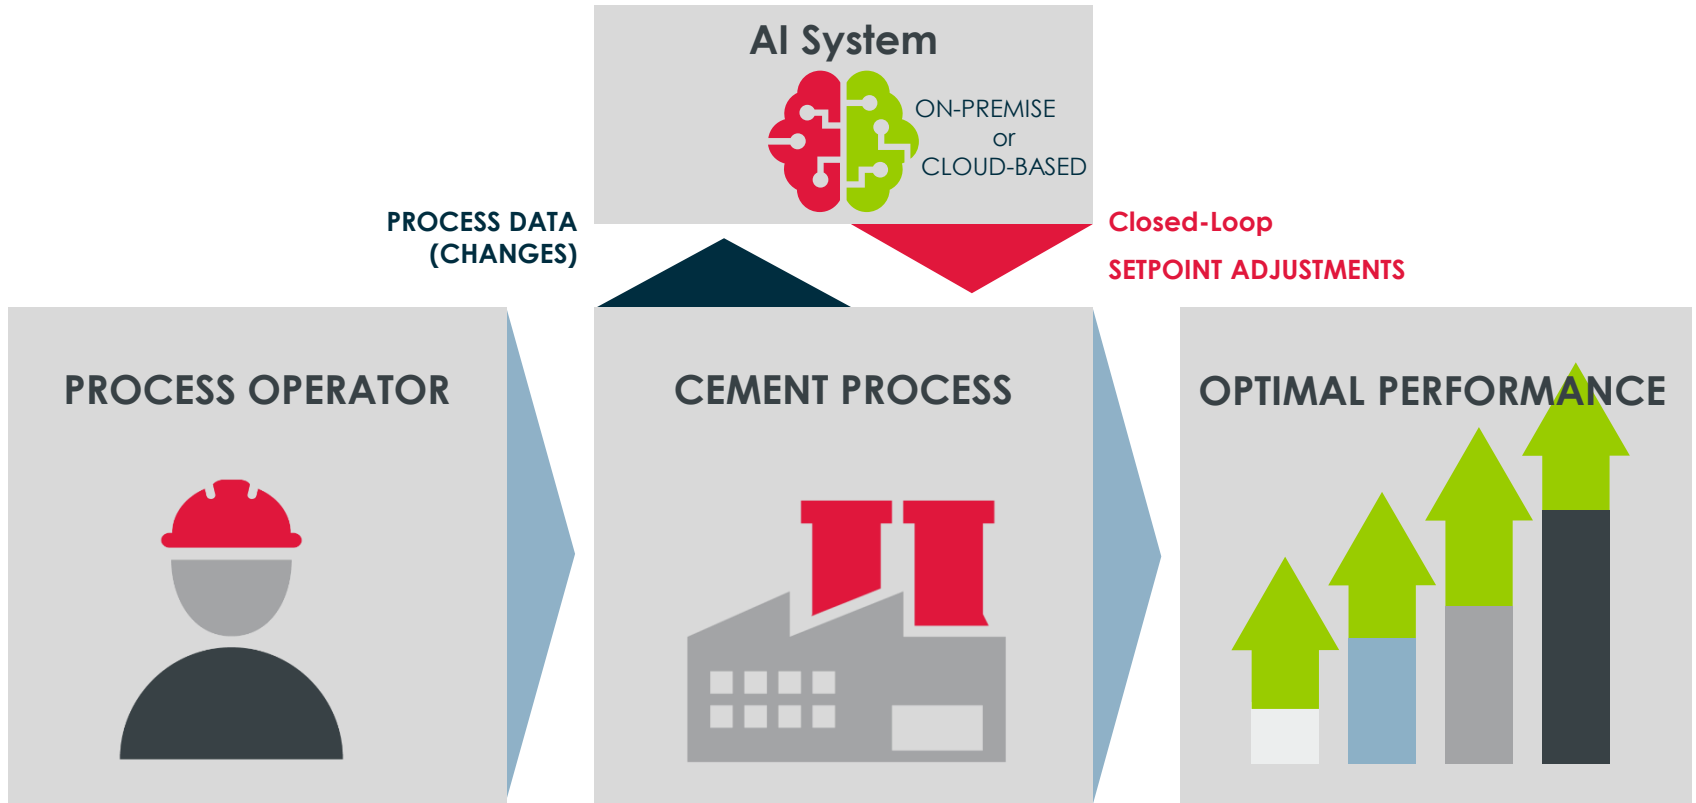 AI System
ON-PREMISE
or
CLOUD-BASED
PROCESS DATA
(CHANGES)
Closed-Loop
SETPOINT ADJUSTMENTS
PROCESS OPERATOR
CEMENT PROCESS
OPTIMAL PERFORMANCE